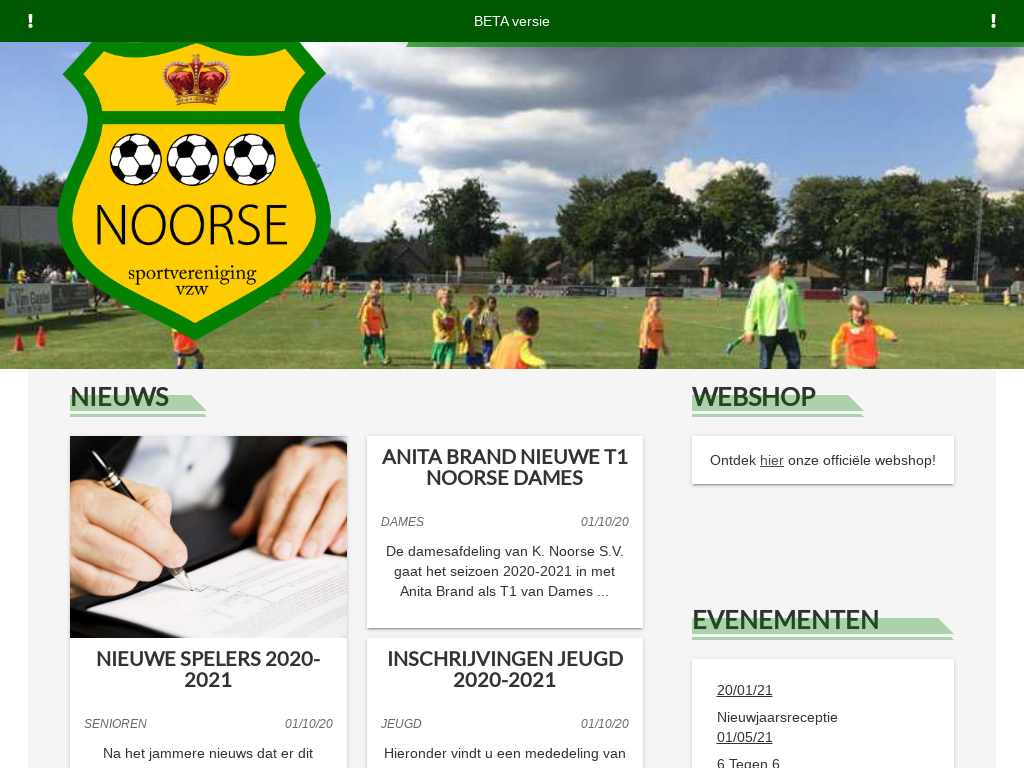 BETA versie
NOORSE
sportvereniging
vzw
NIEUWS
NIEUWE SPELERS 2020-
2021
SENIOREN 01/10/20
Na het jammere nieuws dat er dit
ANITA BRAND NIEUWE T1
NOORSE DAMES
DAMES 01/10/20
De damesafdeling van K. Noorse S.V.
gaat het seizoen 2020-2021 in met
Anita Brand als T1 van Dames ...
INSCHRIJVINGEN JEUGD
2020-2021
JEUGD 01/10/20
Hieronder vindt u een mededeling van
WEBSHOP
Ontdek hier onze officiële webshop!
EVENEMENTEN
20/01/21
Nieuwjaarsreceptie
01/05/21
6 Tegen 6